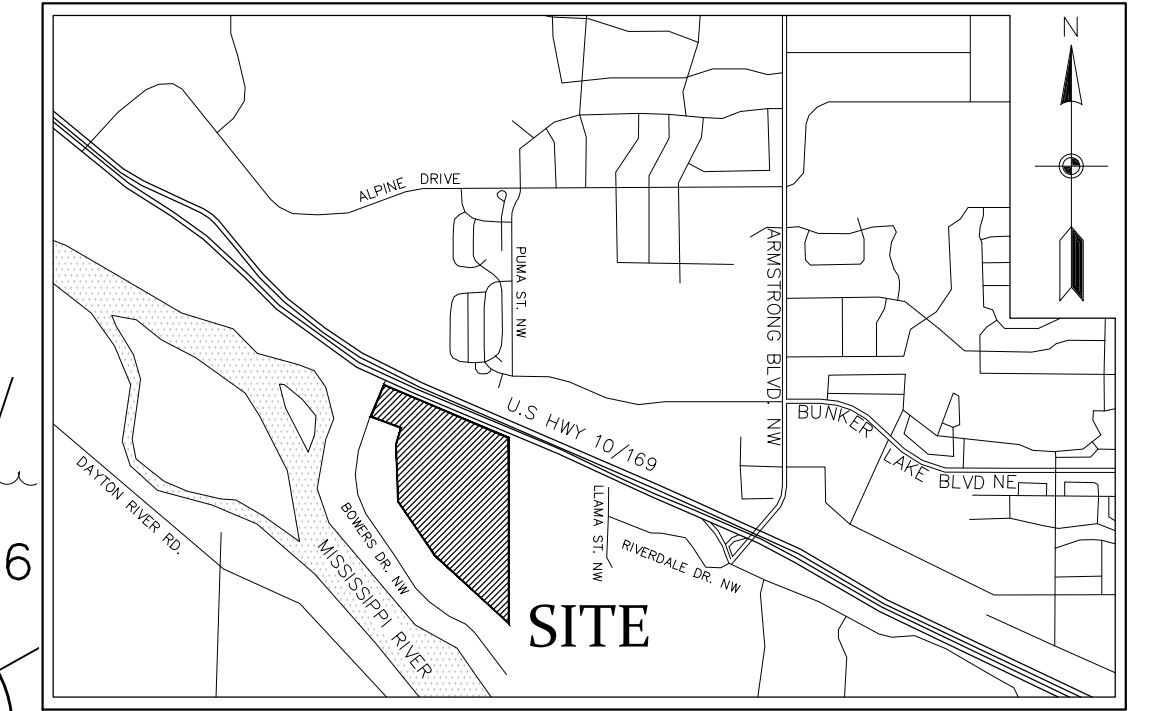 N
ALPINE DRIVE
PUMA ST. NW
ARMSTRONG BLVD. NW
U.S HWY 10/169
BUNKER
LAKE BLVD NE
DAYTON RIVER RD.
BOWERS DR. NW
MISSISSIPPI RIVER
LLAMA ST. NW
RIVERDALE DR. NW
6
SITE